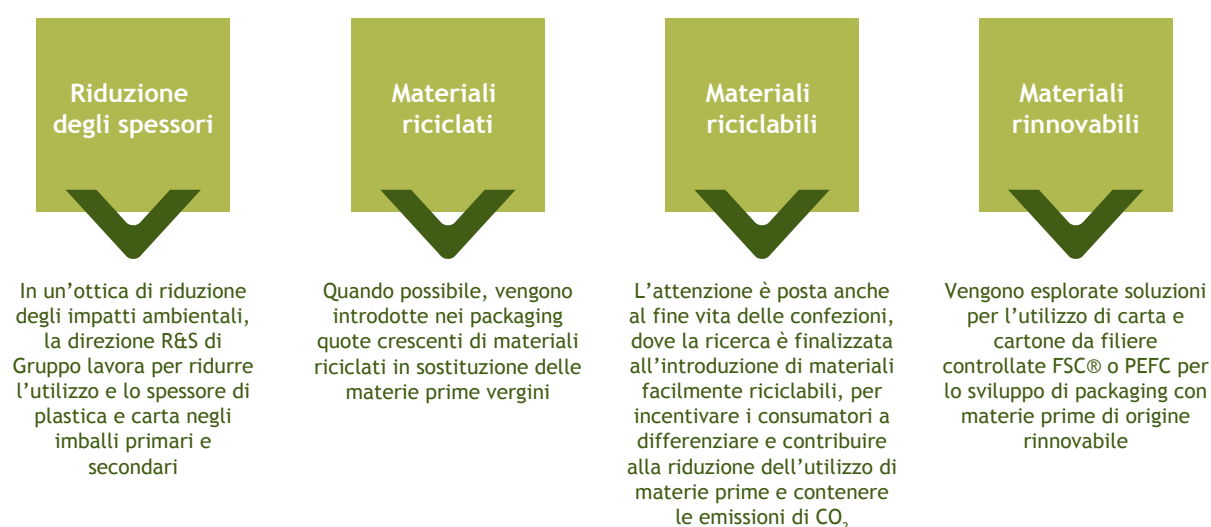 Riduzione
degli spessori
In un’ottica di riduzione
degli impatti ambientali,
la direzione R&S di
Gruppo lavora per ridurre
l’utilizzo e lo spessore di
plastica e carta negli
imballi primari e
secondari
Materiali
riciclati
Quando possibile, vengono
introdotte nei packaging
quote crescenti di materiali
riciclati in sostituzione delle
materie prime vergini
Materiali
riciclabili
L’attenzione è posta anche
al fine vita delle confezioni,
dove la ricerca è finalizzata
all’introduzione di materiali
facilmente riciclabili, per
incentivare i consumatori a
differenziare e contribuire
alla riduzione dell’utilizzo di
materie prime e contenere
le emissioni di CO₂
Materiali
rinnovabili
Vengono esplorate soluzioni
per l’utilizzo di carta e
cartone da filiere
controllate FSC® o PEFC per
lo sviluppo di packaging con
materie prime di origine
rinnovabile